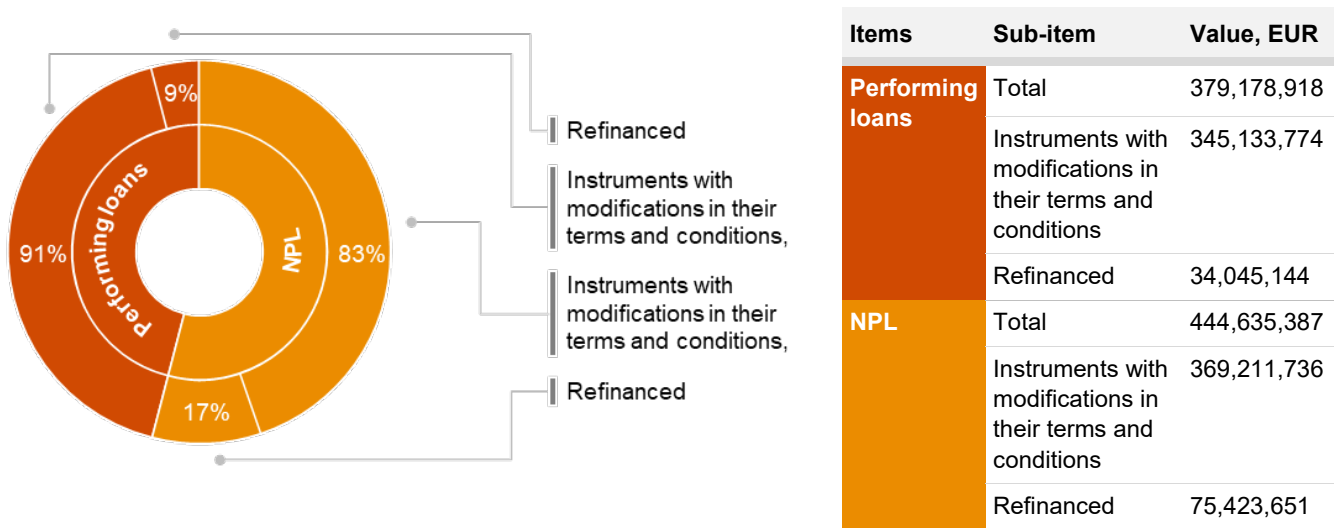 9%
91%
Performing loans
NPL
83%
17%
Refinanced
Instruments with
modifications in their
terms and conditions,
Instruments with
modifications in their
terms and conditions,
Refinanced
Items Sub-item Value, EUR
Performing loans Total 379,178,918
Instruments with 345,133,774
modifications in
their terms and
conditions
Refinanced 34,045,144
NPL Total 444,635,387
Instruments with 369,211,736
modifications in
their terms and
conditions
Refinanced 75,423,651